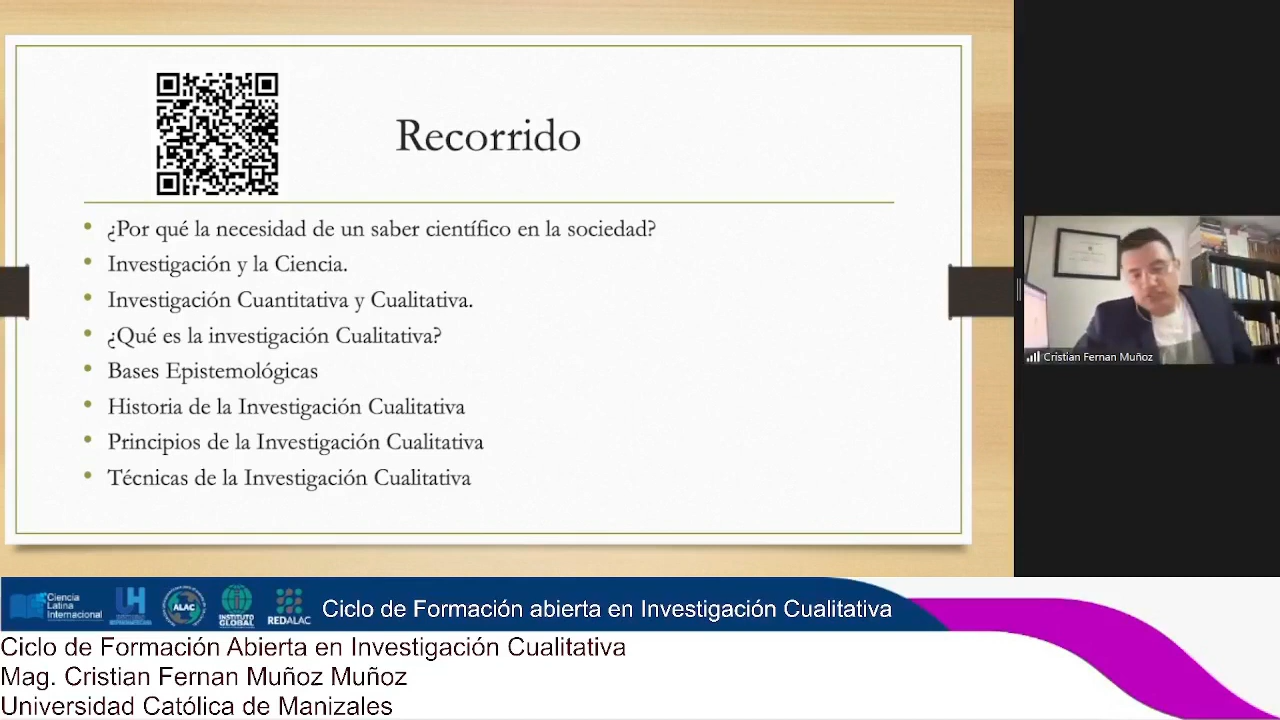 Recorrido
¿Por qué la necesidad de un saber científico en la sociedad?
Investigación y la Ciencia.
Investigación Cuantitativa y Cualitativa.
¿Qué es la investigación Cualitativa?
Bases Epistemológicas
Historia de la Investigación Cualitativa
Principios de la Investigación Cualitativa
Técnicas de la Investigación Cualitativa
Cristian Fernan Muñoz
Ciencia
Latina
Internacional
UH
ALAC
INSTITUTO
GLOBAL
REDALAC
Ciclo de Formación abierta en Investigación Cualitativa
Ciclo de Formación Abierta en Investigación Cualitativa
Mag. Cristian Fernan Muñoz Muñoz
Universidad Católica de Manizales